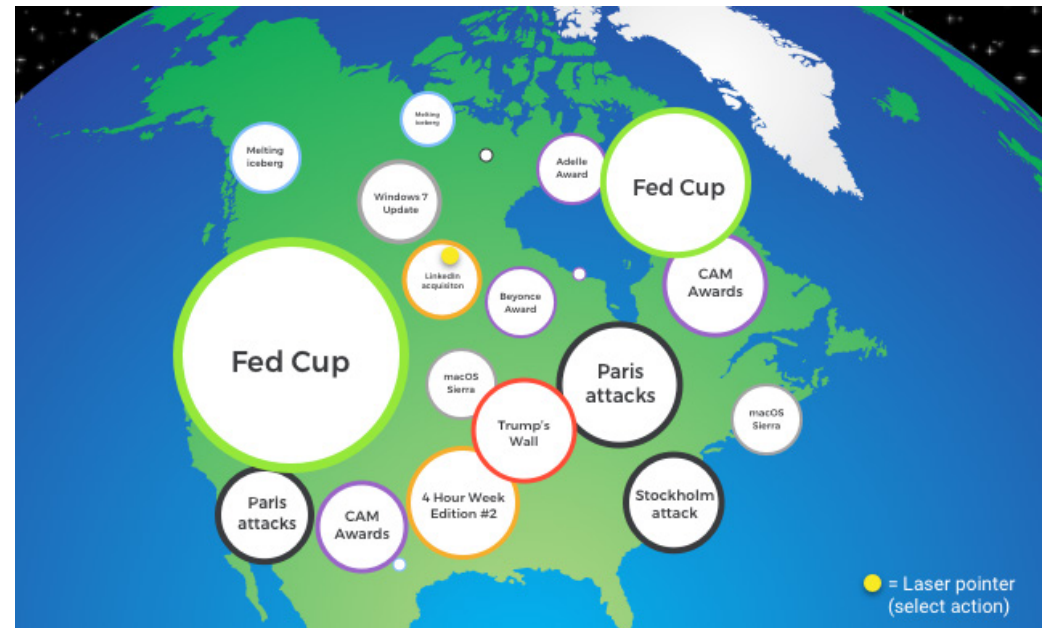 Melting
iceberg
Melting
iceberg
Adelle
Award
Fed Cup
Windows 7
Update
LinkedIn
acquisiton
Beyonce
Award
CAM
Awards
Fed Cup
macOS
Sierra
Paris
attacks
Trump's
Wall
macOS
Sierra
Paris
attacks
CAM
Awards
4 Hour Week
Edition #2
Stockholm
attack
= Laser pointer
(select action)